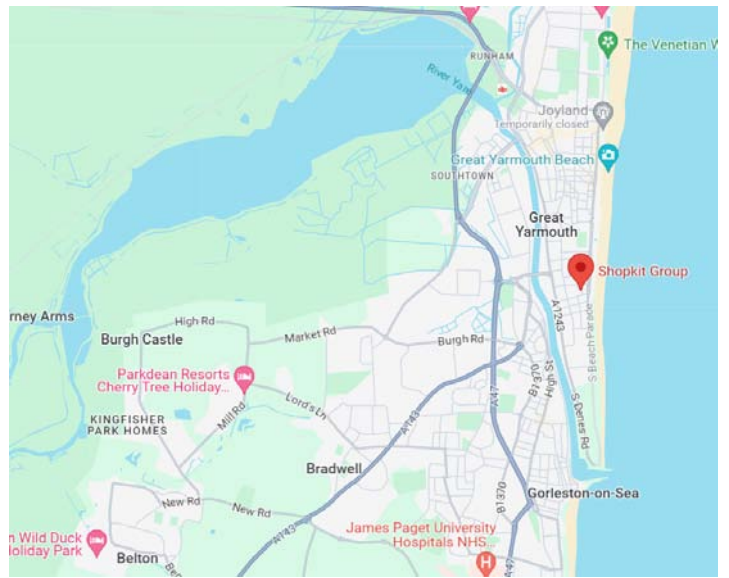 RUNHAM
The Venetian W
River Yare
Joyland
Temporarily closed
Great Yarmouth Beach
SOUTHTOWN
Great
Yarmouth
Shopkit Group
rney Arms
High Rd
Burgh Castle
Market Rd
Burgh Rd
A1243
S Beach Parade
Parkdean Resorts
Cherry Tree Holiday...
High St
B1370
A47
Lord's Ln
Mill Rd
KINGFISHER
PARK HOMES
A143
S Denes Rd
Bradwell
Gorleston-on-Sea
New Rd
New Rd
B1370
A143
James Paget University
Hospitals NHS...
n Wild Duck
Holiday Park
Belton
A47